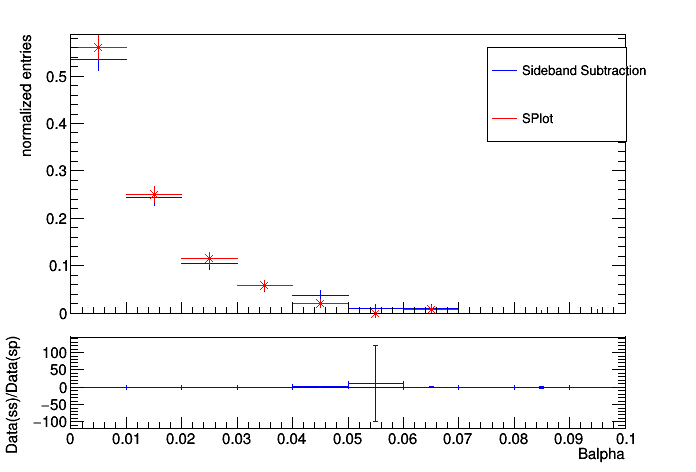 normalized entries
0.5
0.4
0.3
0.2
0.1
0
Sideband Subtraction
SPlot
Data(ss)/Data(sp)
100
50
0
−50
−100
0 0.01 0.02 0.03 0.04 0.05 0.06 0.07 0.08 0.09 0.1
Balpha